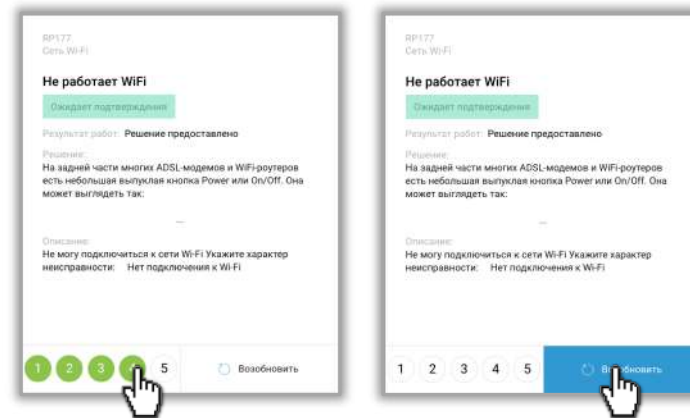 RP177
Сеть Wi-Fi
Не работает WiFi
Ожидает подтверждения
Результат работ: Решение предоставлено
Решение:
На задней части многих ADSL-модемов и WiFi-роутеров
есть небольшая выпуклая кнопка Power или On/Off. Она
может выглядеть так:
...
Описание:
Не могу подключиться к сети Wi-Fi Укажите характер
неисправности: Нет подключения к Wi-Fi
1 2 3 4 5 Возобновить
RP177
Сеть Wi-Fi
Не работает WiFi
Ожидает подтверждения
Результат работ: Решение предоставлено
Решение:
На задней части многих ADSL-модемов и WiFi-роутеров
есть небольшая выпуклая кнопка Power или On/Off. Она
может выглядеть так:
...
Описание:
Не могу подключиться к сети Wi-Fi Укажите характер
неисправности: Нет подключения к Wi-Fi
1 2 3 4 5 Возобновить